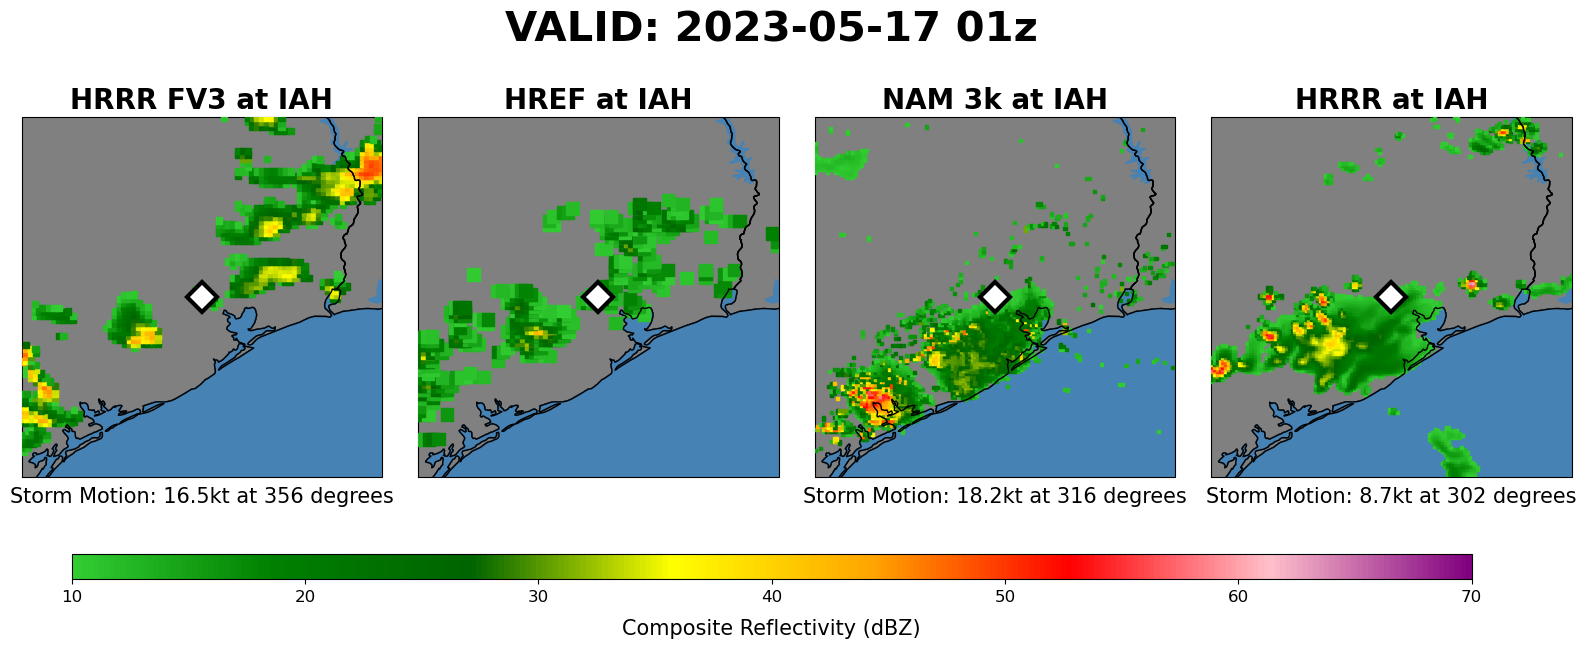 VALID: 2023-05-17 01z
HRRR FV3 at IAH
HREF at IAH
NAM 3k at IAH
HRRR at IAH
Storm Motion: 16.5kt at 356 degrees
Storm Motion: 18.2kt at 316 degrees
Storm Motion: 8.7kt at 302 degrees
10 20 30 40 50 60 70
Composite Reflectivity (dBZ)